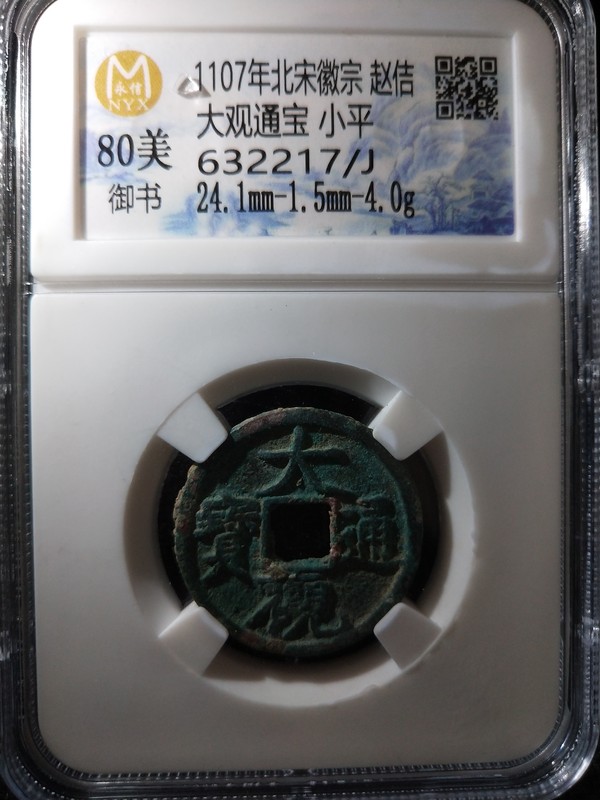 M
永信
NYX
1107年北宋徽宗 赵佶
大观通宝 小平
80美
632217/J
御书
24.1mm-1.5mm-4.0g
大
寶 通
觀